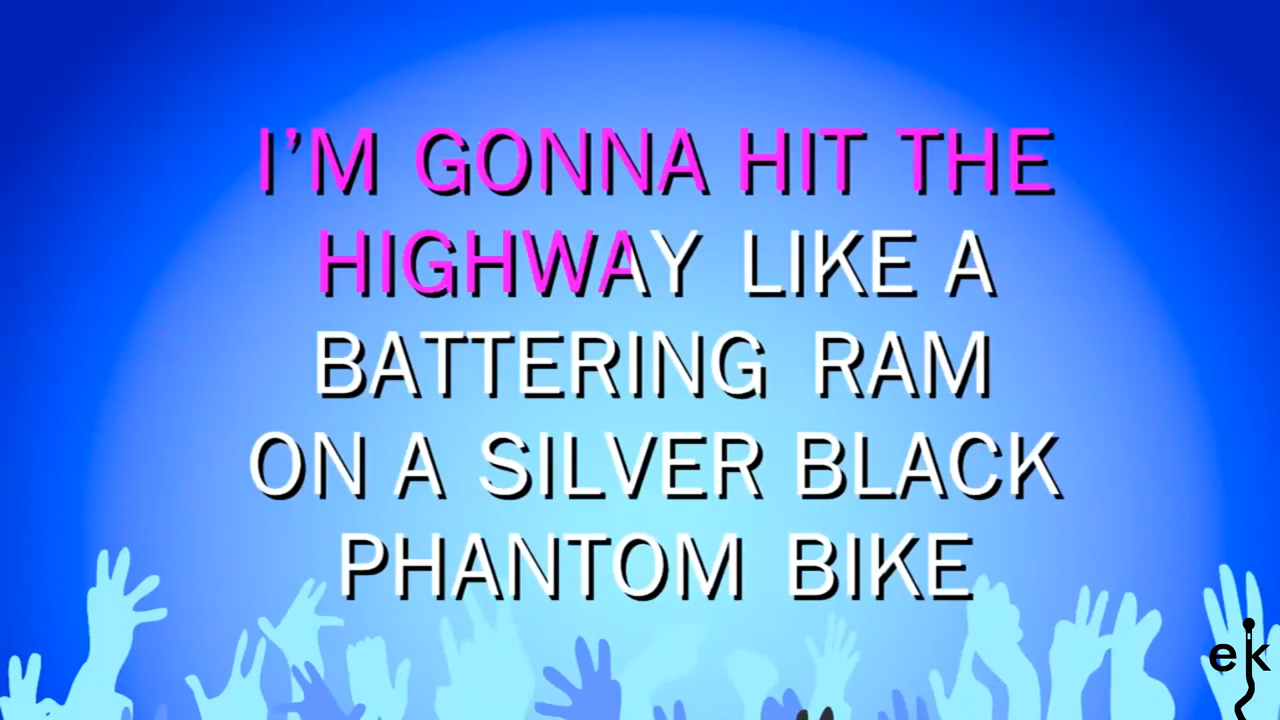 I'M GONNA HIT THE
HIGHWAY LIKE A
BATTERING RAM
ON A SILVER BLACK
PHANTOM BIKE
ek